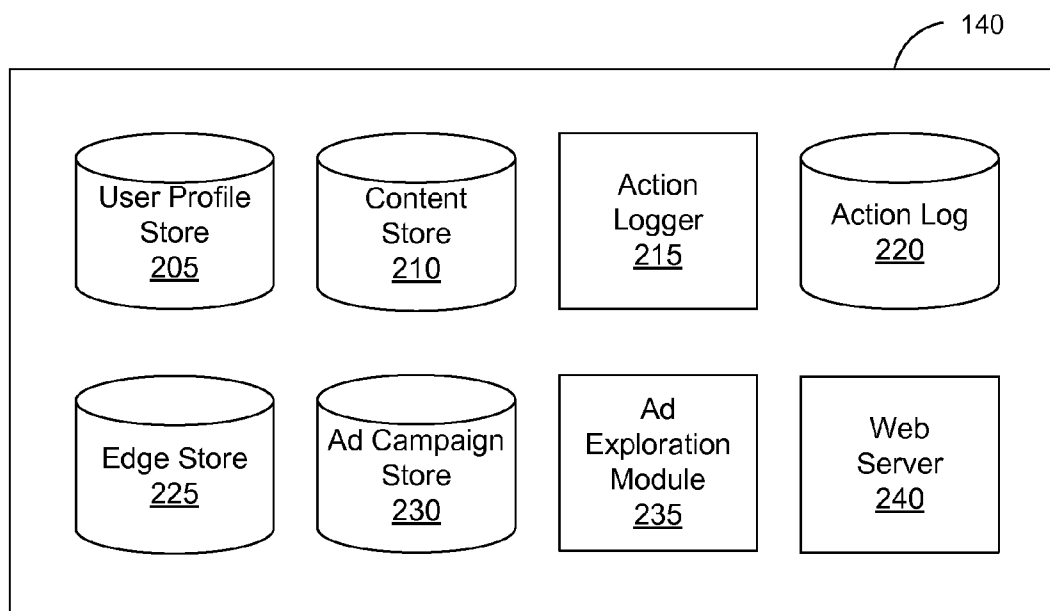 140
User Profile
Store
205
Content
Store
210
Action
Logger
215
Action Log
220
Edge Store
225
Ad Campaign
Store
230
Ad
Exploration
Module
235
Web
Server
240